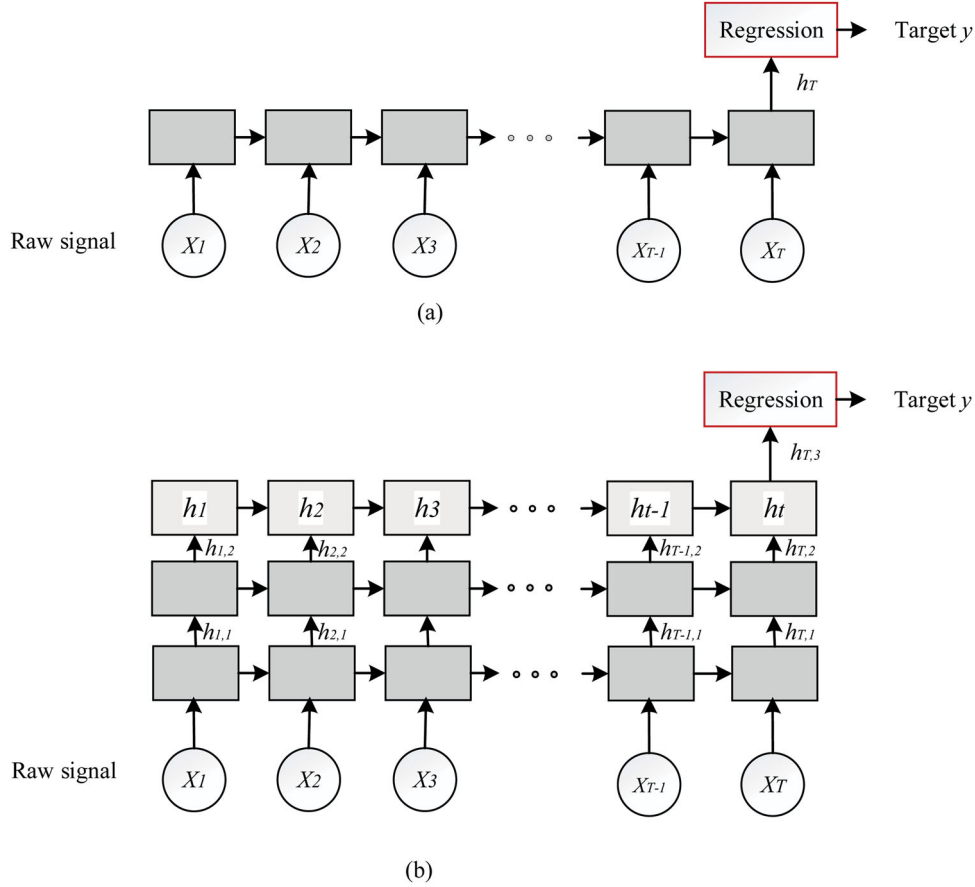 Regression Target y
hT
Raw signal X1 X2 X3 XT-1 XT
(a)
Regression Target y
hT,3
h1 h2 h3 ht-1 ht
h1,2 h2,2 hT-1,2 hT,2
h1,1 h2,1 hT-1,1 hT,1
Raw signal X1 X2 X3 XT-1 XT
(b)